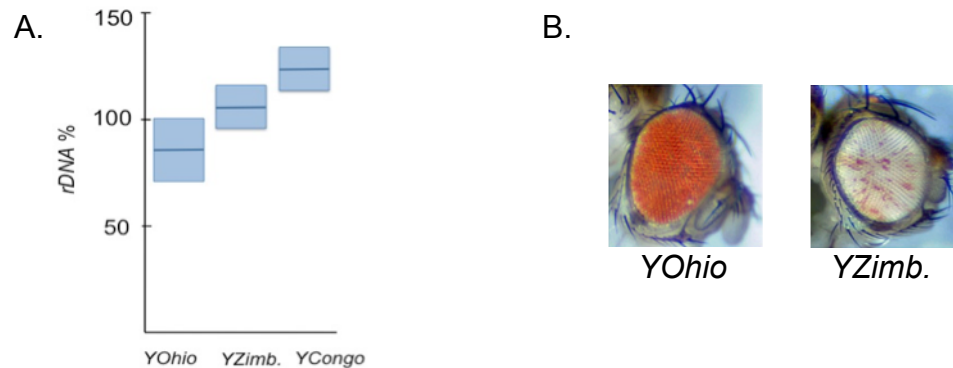 A.
150
100
50
rDNA %
YOhio YZimb. YCongo
B.
YOhio YZimb.